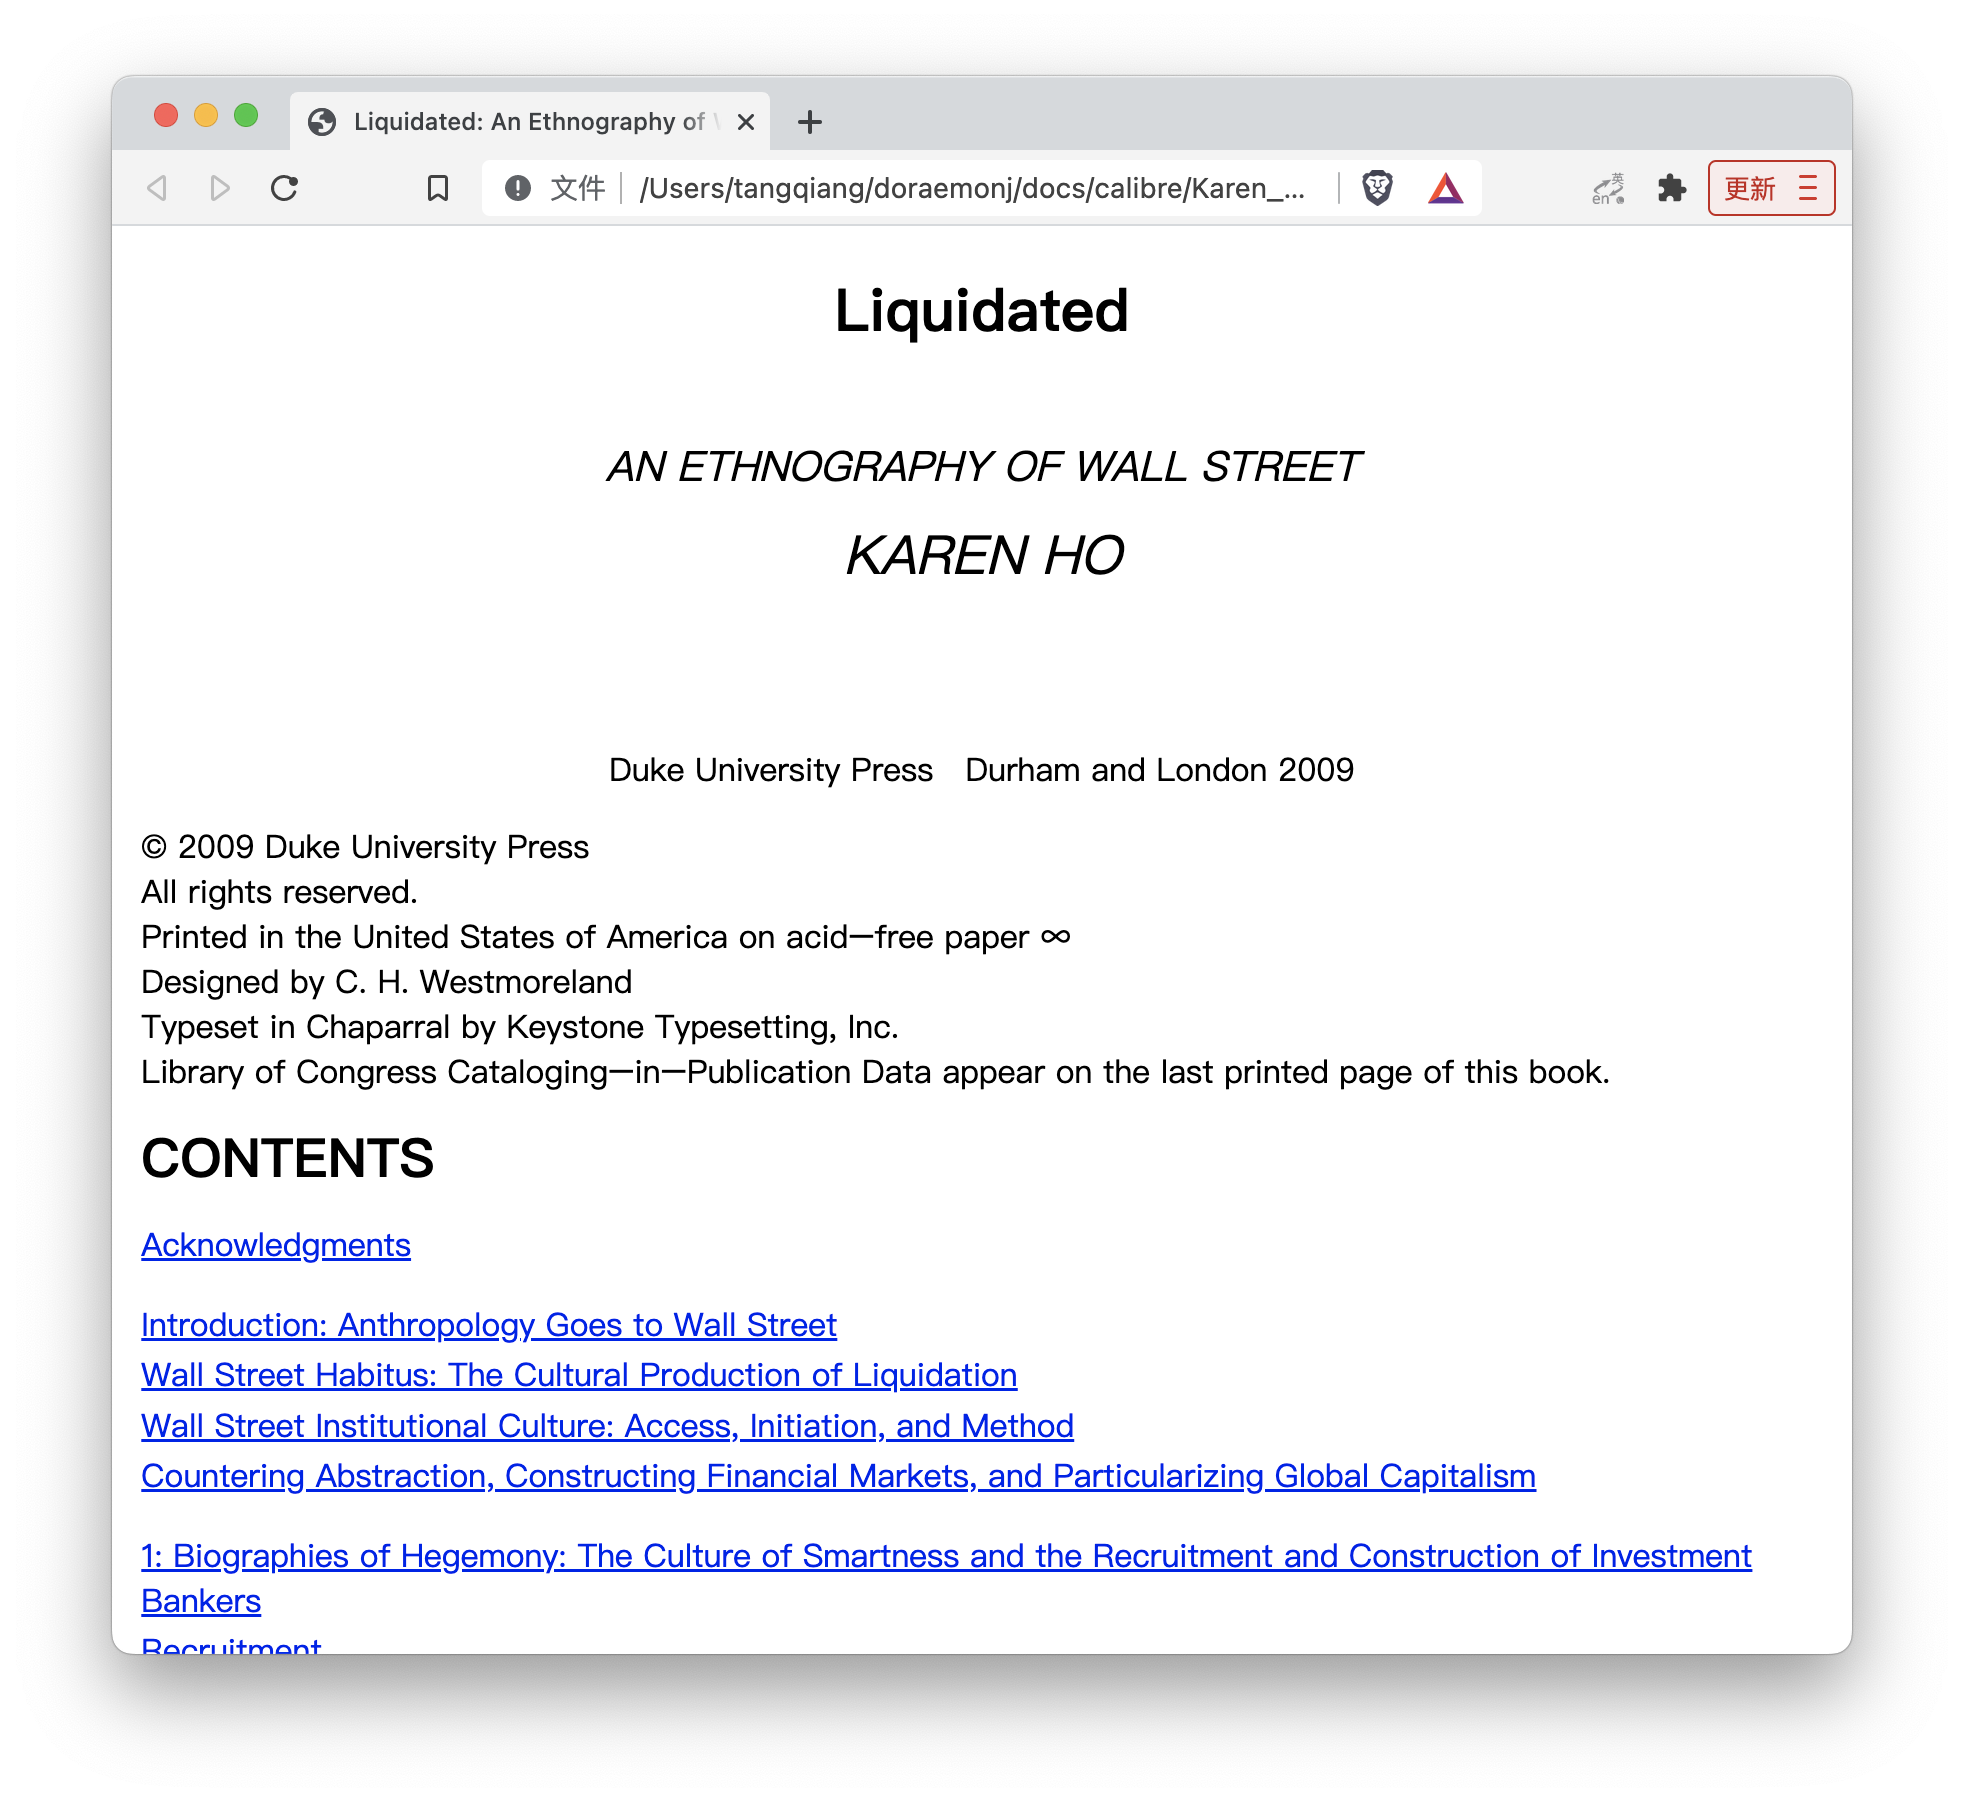 Liquidated: An Ethnography of
文件
/Users/tangqiang/doraemonj/docs/calibre/Karen_...
英
en
更新
Liquidated
AN ETHNOGRAPHY OF WALL STREET
KAREN HO
Duke University Press Durham and London 2009
© 2009 Duke University Press
All rights reserved.
Printed in the United States of America on acid–free paper ∞
Designed by C. H. Westmoreland
Typeset in Chaparral by Keystone Typesetting, Inc.
Library of Congress Cataloging–in–Publication Data appear on the last printed page of this book.
CONTENTS
Acknowledgments
Introduction: Anthropology Goes to Wall Street
Wall Street Habitus: The Cultural Production of Liquidation
Wall Street Institutional Culture: Access, Initiation, and Method
Countering Abstraction, Constructing Financial Markets, and Particularizing Global Capitalism
1: Biographies of Hegemony: The Culture of Smartness and the Recruitment and Construction of Investment
Bankers
Recruitment